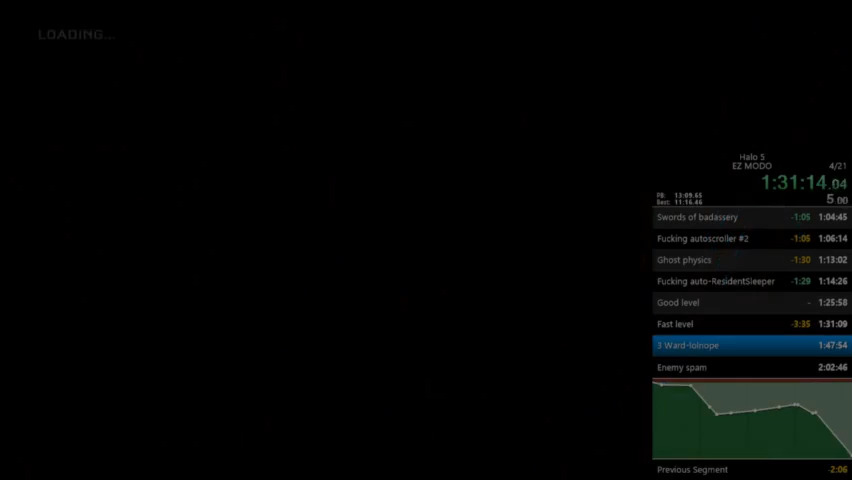 LOADING...
Halo 5
EZ MODO 4/21
1:31:14.04
PB: 13:09.65
Best: 11:16.46
5.00
Swords of badassery -1:05 1:04:45
Fucking autoscroller #2 -1:05 1:06:14
Ghost physics -1:30 1:13:02
Fucking auto-ResidentSleeper -1:29 1:14:26
Good level - 1:25:58
Fast level -3:35 1:31:09
3 Ward-lolnope 1:47:54
Enemy spam 2:02:46
Previous Segment -2:06